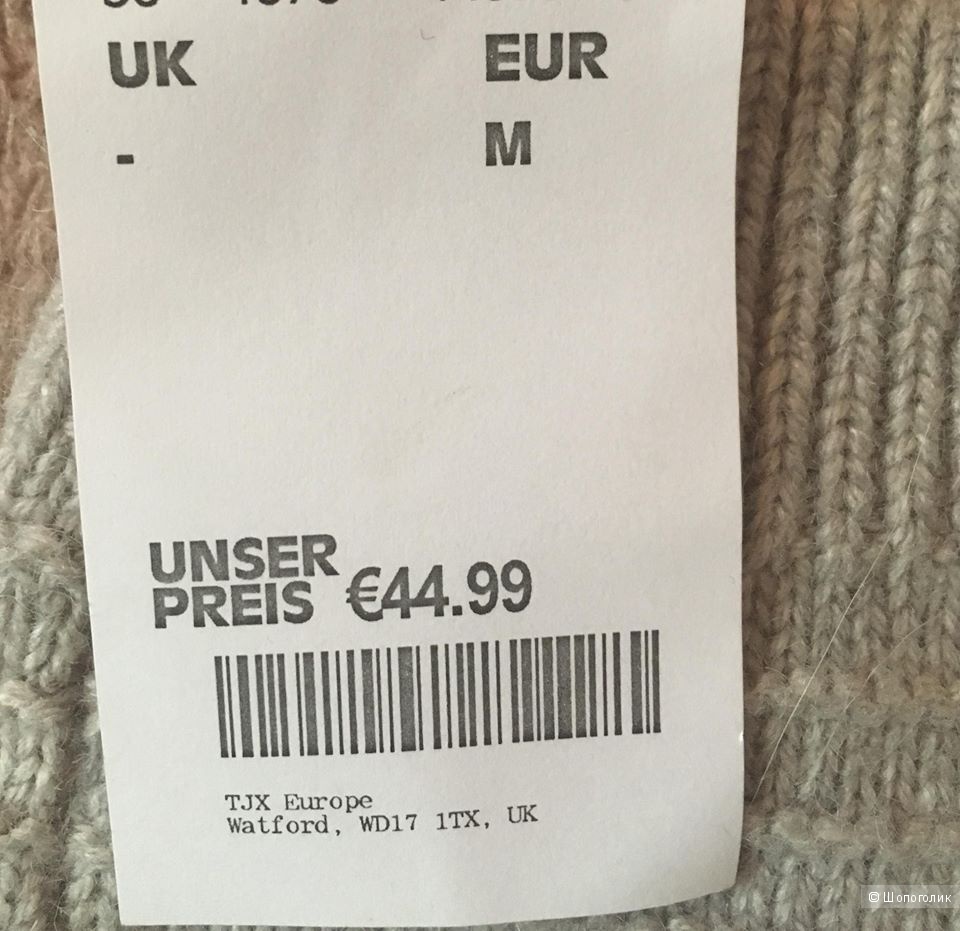 UK EUR
- M
UNSER
PREIS €44.99
TJX Europe
Watford, WD17 1TX, UK
© Шопоголик